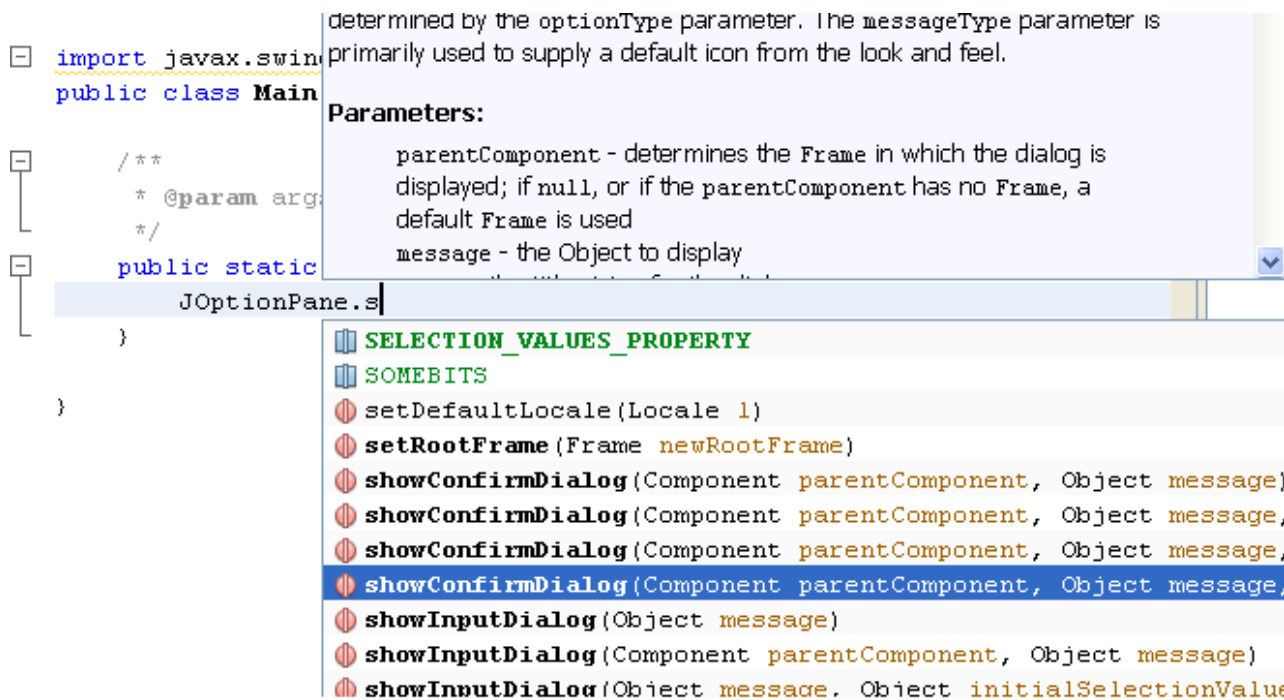 determined by the optionType parameter. The messageType parameter is
primarily used to supply a default icon from the look and feel.
Parameters:
parentComponent - determines the Frame in which the dialog is
displayed; if null, or if the parentComponent has no Frame, a
default Frame is used
message - the Object to display
import javax.swin
public class Main
/**
* @param arg
*/
public static
JOptionPane.s
}
}
SELECTION_VALUES_PROPERTY
SOMEBITS
setDefaultLocale(Locale l)
setRootFrame(Frame newRootFrame)
showConfirmDialog(Component parentComponent, Object message)
showConfirmDialog(Component parentComponent, Object message,
showConfirmDialog(Component parentComponent, Object message,
showConfirmDialog(Component parentComponent, Object message,
showInputDialog(Object message)
showInputDialog(Component parentComponent, Object message)
showInputDialog(Object message, Object initialSelectionValu